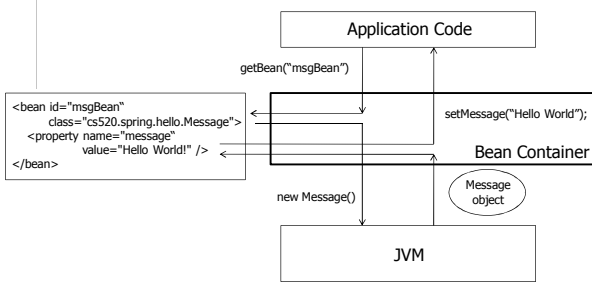 Application Code
getBean("msgBean")
<bean id="msgBean"
class="cs520.spring.hello.Message">
<property name="message"
value="Hello World!" />
</bean>
setMessage("Hello World");
Bean Container
new Message()
Message
object
JVM